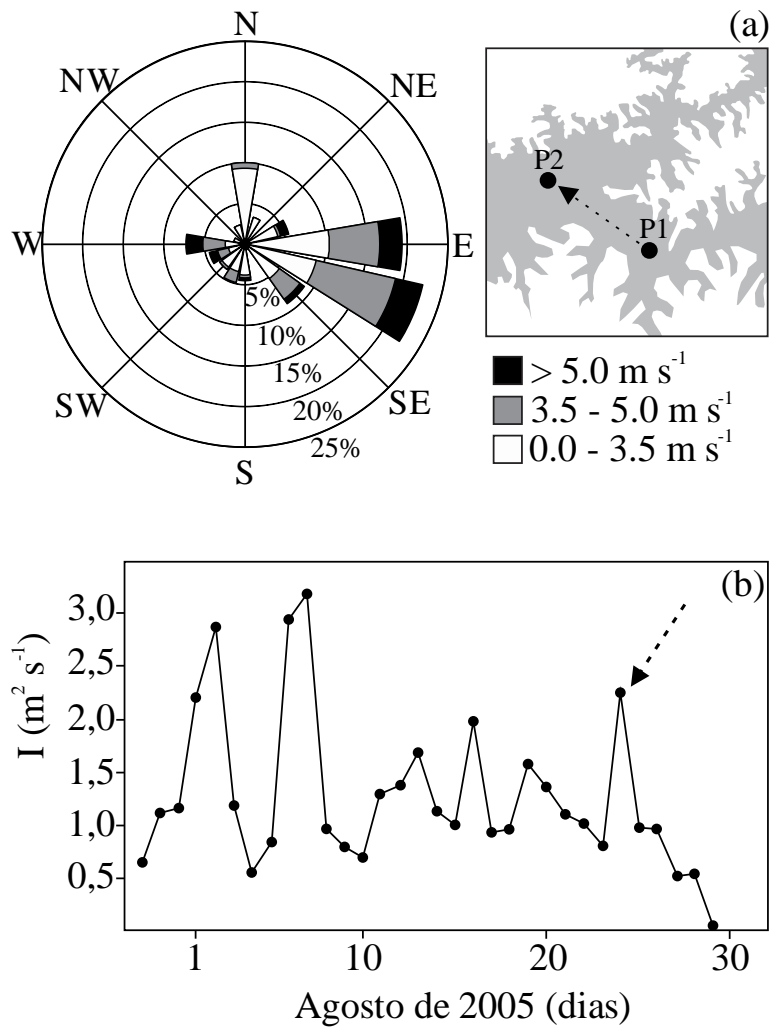 (a)
N
NW
NE
W
E
SW
SE
S
5%
10%
15%
20%
25%
P2
P1
> 5.0 m s⁻¹
3.5 - 5.0 m s⁻¹
0.0 - 3.5 m s⁻¹
(b)
I (m² s⁻¹)
3,0
2,5
2,0
1,5
1,0
0,5
1 10 20 30
Agosto de 2005 (dias)